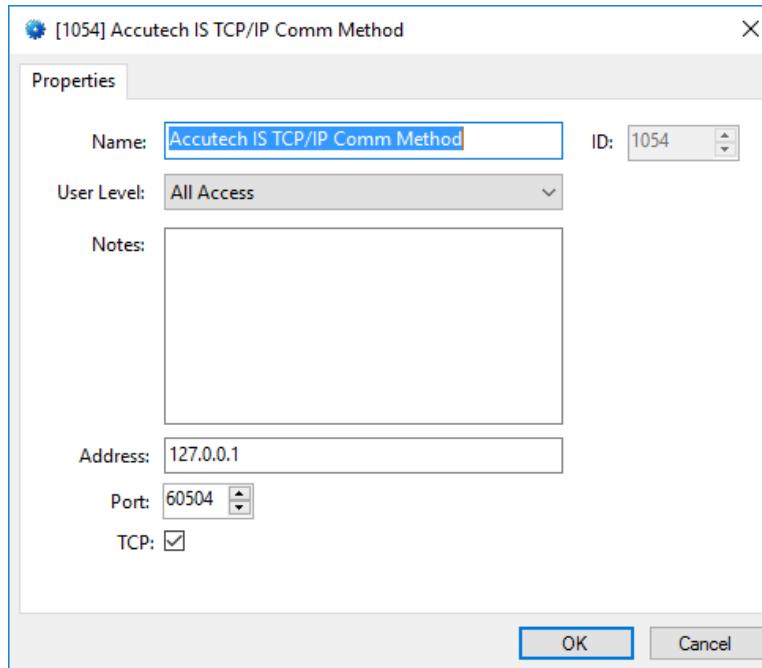 [1054] Accutech IS TCP/IP Comm Method
Properties
Name: Accutech IS TCP/IP Comm Method ID: 1054
User Level: All Access
Notes:
Address: 127.0.0.1
Port: 60504
TCP:
OK Cancel